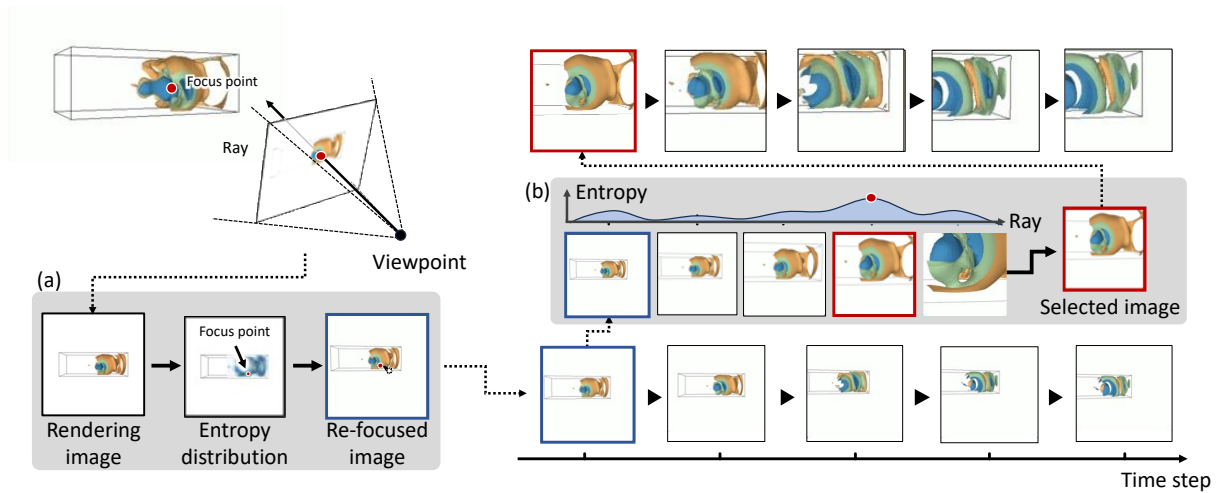 Focus point
Ray
Viewpoint
(a)
Focus point
Rendering
image
Entropy
distribution
Re-focused
image
(b)
Entropy
Ray
Selected image
Time step